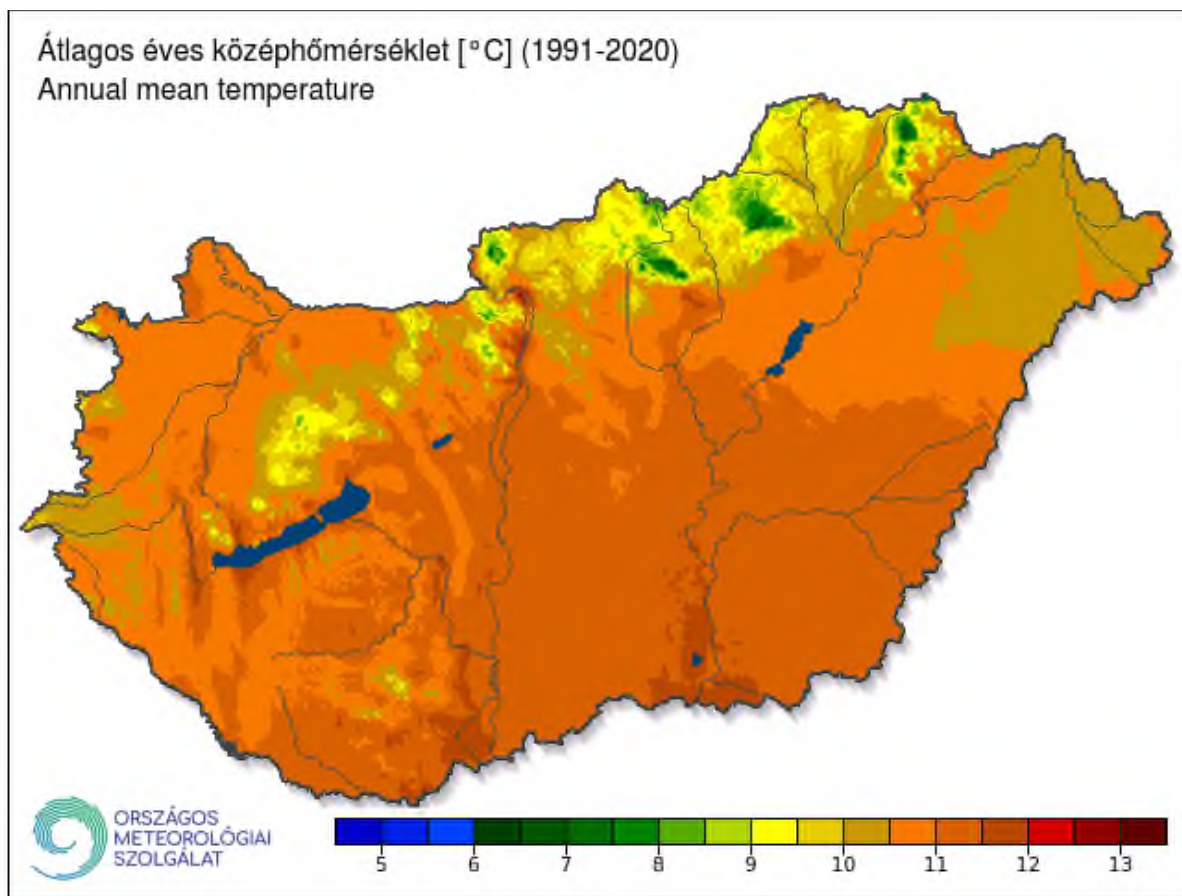 Átlagos éves középhőmérséklet [°C] (1991-2020)
Annual mean temperature
ORSZÁGOS
METEOROLÓGIAI
SZOLGÁLAT
5 6 7 8 9 10 11 12 13